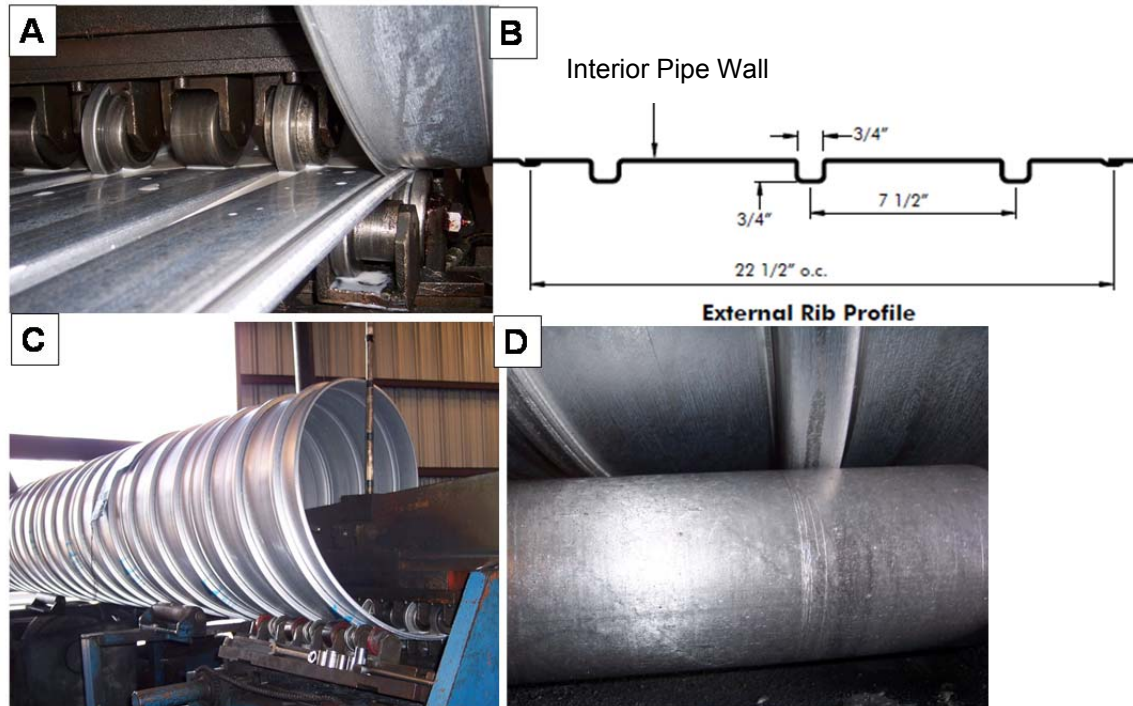 A
B
Interior Pipe Wall
3/4"
3/4"
7 1/2"
22 1/2" o.c.
External Rib Profile
C
D